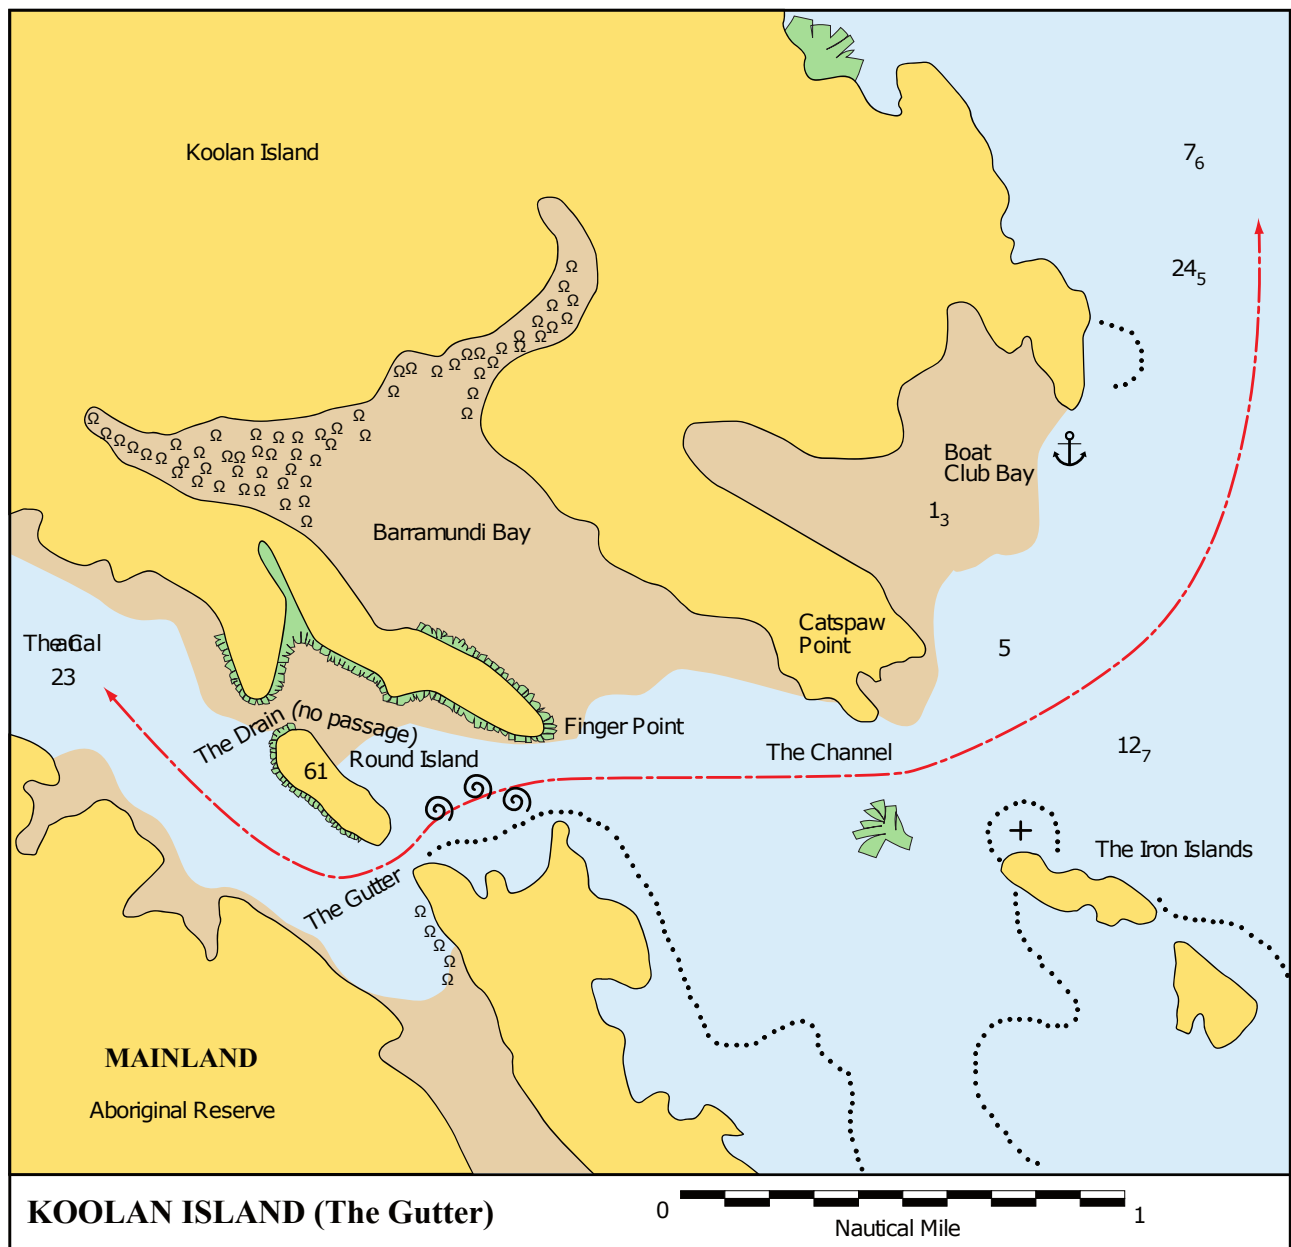 Koolan Island
7₆
24₅
Boat
Club Bay
1₃
Barramundi Bay
Catspaw
Point
5
23
The Drain (no passage)
Finger Point
Round Island
61
The Channel
12₇
The Iron Islands
The Gutter
MAINLAND
Aboriginal Reserve
KOOLAN ISLAND (The Gutter)
0
1
Nautical Mile